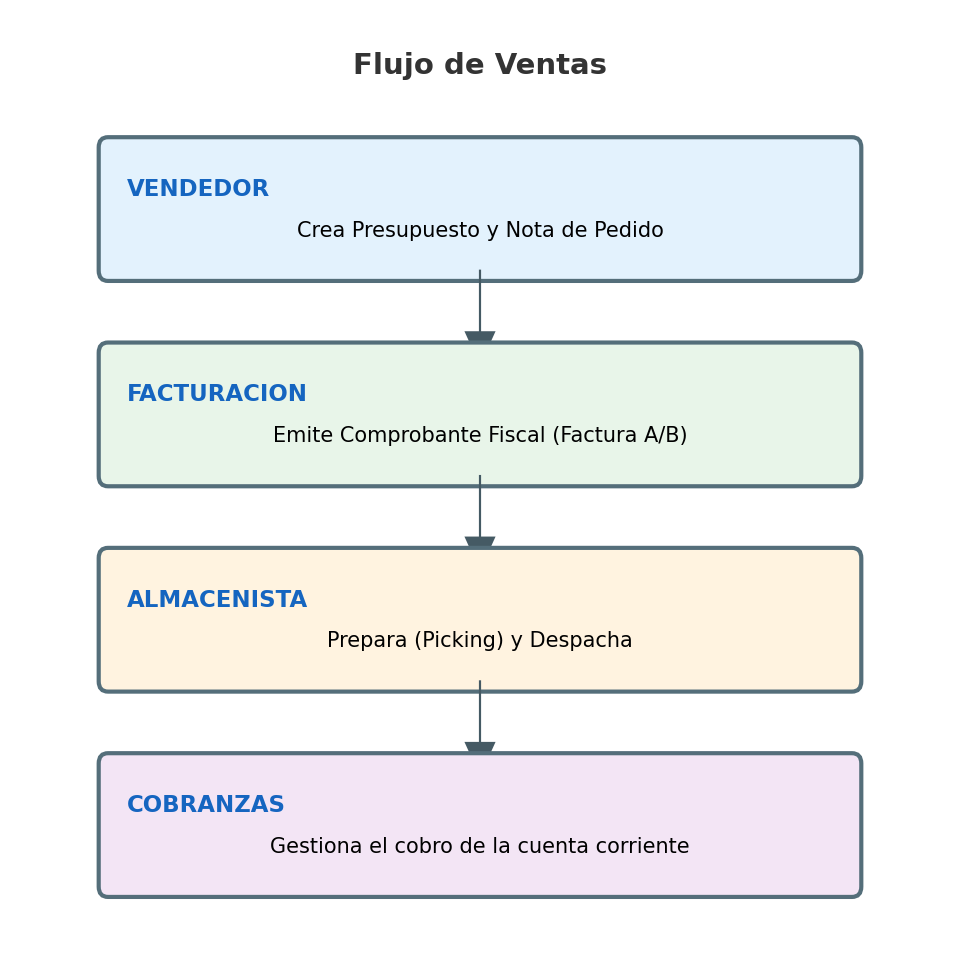 Flujo de Ventas
VENDEDOR
Crea Presupuesto y Nota de Pedido
FACTURACION
Emite Comprobante Fiscal (Factura A/B)
ALMACENISTA
Prepara (Picking) y Despacha
COBRANZAS
Gestiona el cobro de la cuenta corriente